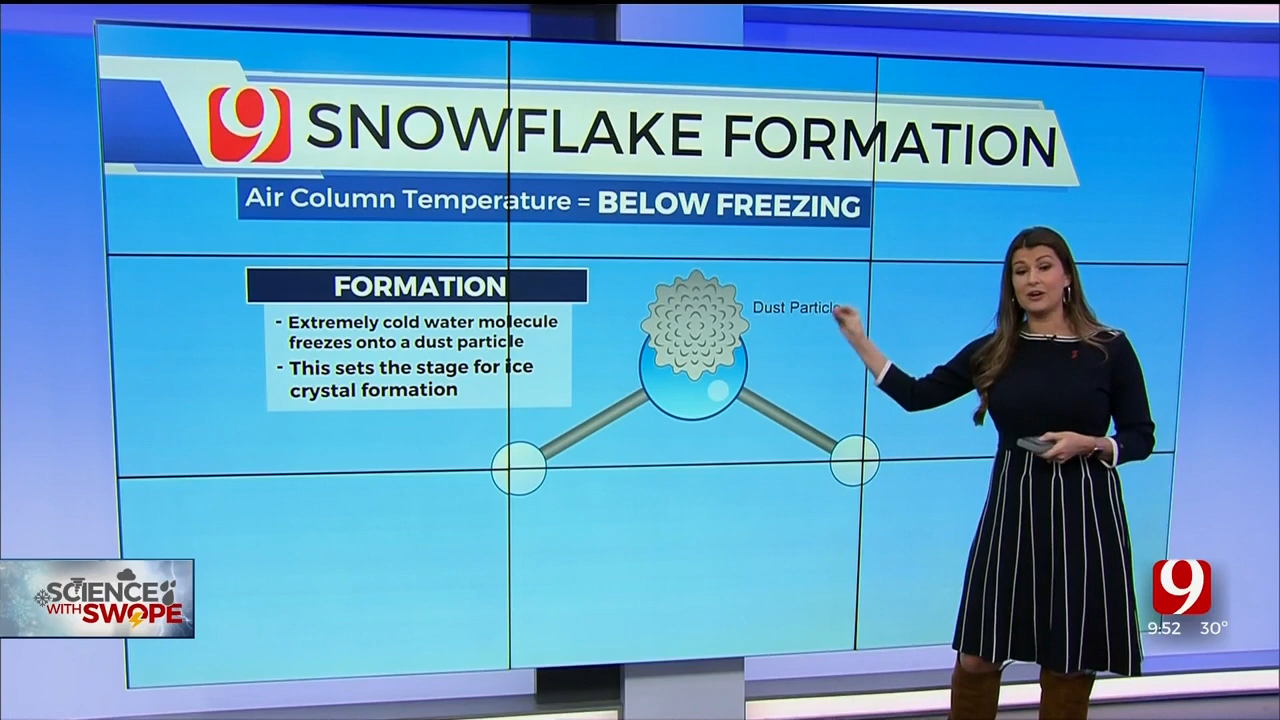 9 SNOWFLAKE FORMATION
Air Column Temperature = BELOW FREEZING
FORMATION
- Extremely cold water molecule
freezes onto a dust particle
- This sets the stage for ice
crystal formation
Dust Particle
SCIENCE
WITH SWOPE
9
9:52 30°